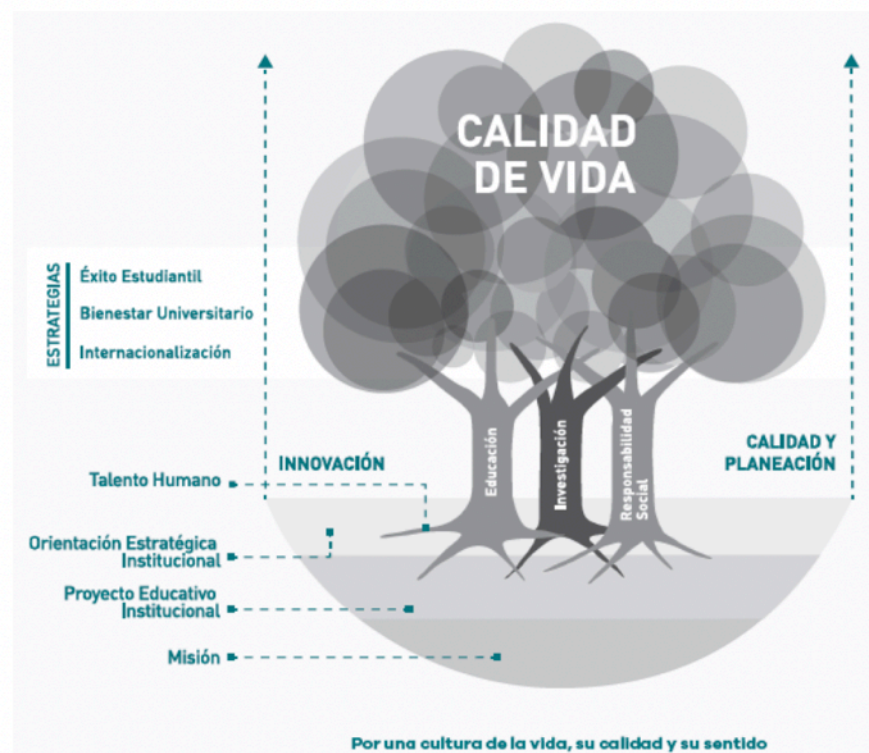 CALIDAD
DE VIDA
ESTRATEGIAS
Éxito Estudiantil
Bienestar Universitario
Internacionalización
Educación
Investigación
Responsabilidad
Social
INNOVACIÓN
CALIDAD Y
PLANEACIÓN
Talento Humano
Orientación Estratégica
Institucional
Proyecto Educativo
Institucional
Misión
Por una cultura de la vida, su calidad y su sentido